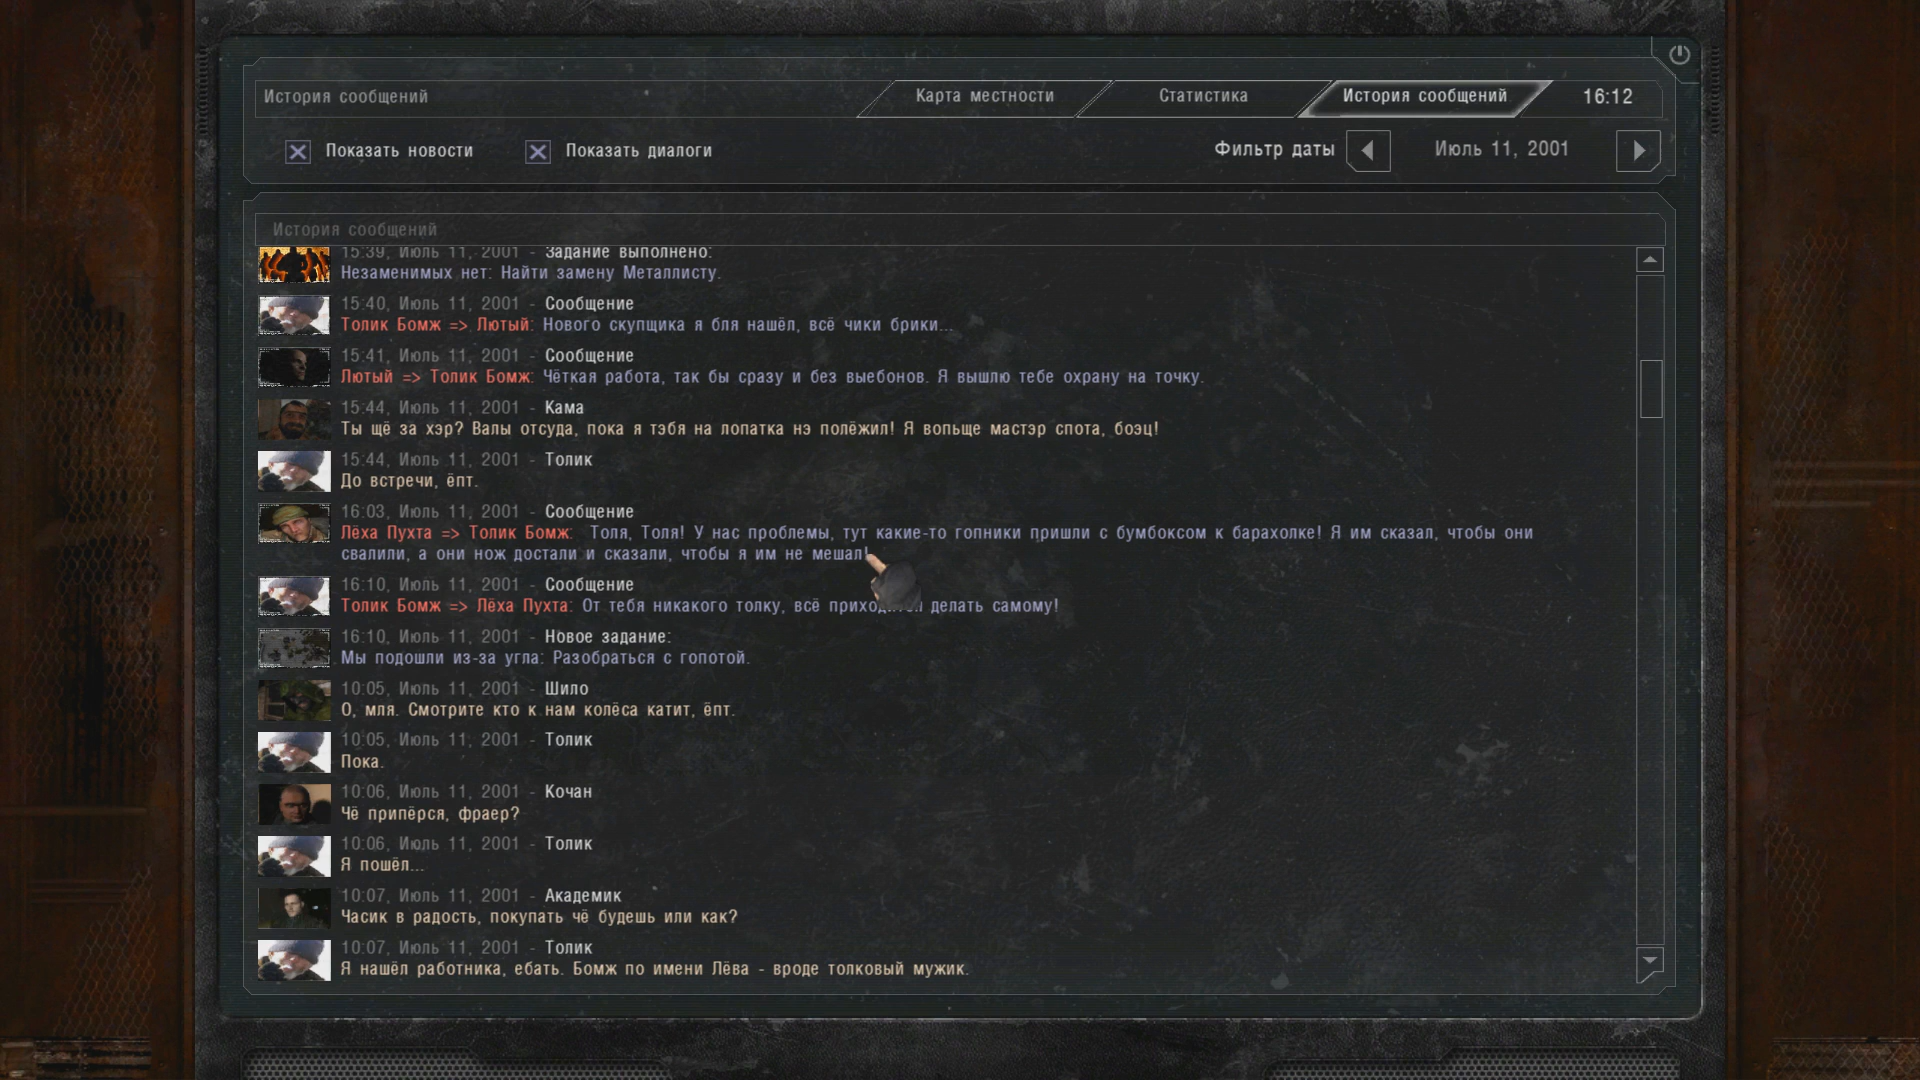 История сообщений
Карта местности
Статистика
История сообщений
16:12
Показать новости
Показать диалоги
Фильтр даты
Июль 11, 2001
История сообщений
15:39, Июль 11, 2001 - Задание выполнено:
Незаменимых нет: Найти замену Металлисту.
15:40, Июль 11, 2001 - Сообщение
Толик Бомж => Лютый: Нового скупщика я бля нашёл, всё чики брики...
15:41, Июль 11, 2001 - Сообщение
Лютый => Толик Бомж: Чёткая работа, так бы сразу и без выебонов. Я вышлю тебе охрану на точку.
15:44, Июль 11, 2001 - Кама
Ты щё за хэр? Валы отсуда, пока я тэбя на лопатка нэ полёжил! Я вопьще мастэр спота, боэц!
15:44, Июль 11, 2001 - Толик
До встречи, ёпт.
16:03, Июль 11, 2001 - Сообщение
Лёха Пухта => Толик Бомж: Толя, Толя! У нас проблемы, тут какие-то гопники пришли с бумбоксом к барахолке! Я им сказал, чтобы они
свалили, а они нож достали и сказали, чтобы я им не мешал!
16:10, Июль 11, 2001 - Сообщение
Толик Бомж => Лёха Пухта: От тебя никакого толку, всё делать самому!
16:10, Июль 11, 2001 - Новое задание:
Мы подошли из-за угла: Разобраться с гопотой.
10:05, Июль 11, 2001 - Шило
О, мля. Смотрите кто к нам колёса катит, ёпт.
10:05, Июль 11, 2001 - Толик
Пока.
10:06, Июль 11, 2001 - Кочан
Чё припёрся, фраер?
10:06, Июль 11, 2001 - Толик
Я пошёл...
10:07, Июль 11, 2001 - Академик
Часик в радость, покупать чё будешь или как?
10:07, Июль 11, 2001 - Толик
Я нашёл работника, ебать. Бомж по имени Лёва - вроде толковый мужик.